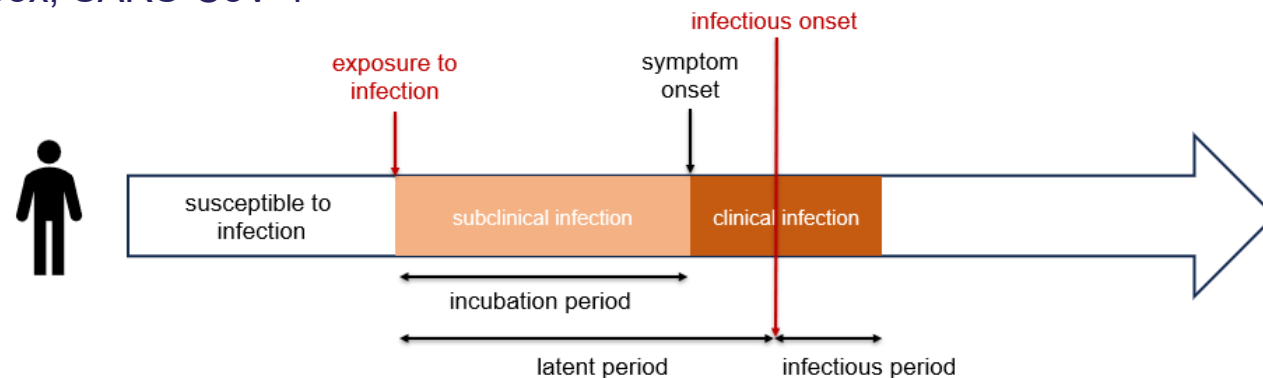 infectious onset
exposure to
infection
symptom
onset
susceptible to
infection
subclinical infection
clinical infection
incubation period
latent period
infectious period